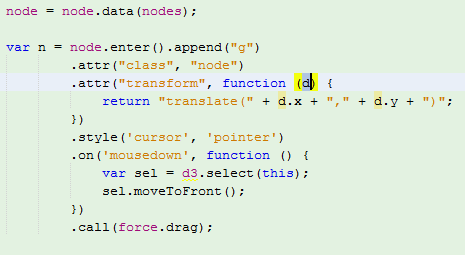 node = node.data(nodes);
var n = node.enter().append("g")
.attr("class", "node")
.attr("transform", function (d) {
return "translate(" + d.x + "," + d.y + ")";
})
.style('cursor', 'pointer')
.on('mousedown', function () {
var sel = d3.select(this);
sel.moveToFront();
})
.call(force.drag);